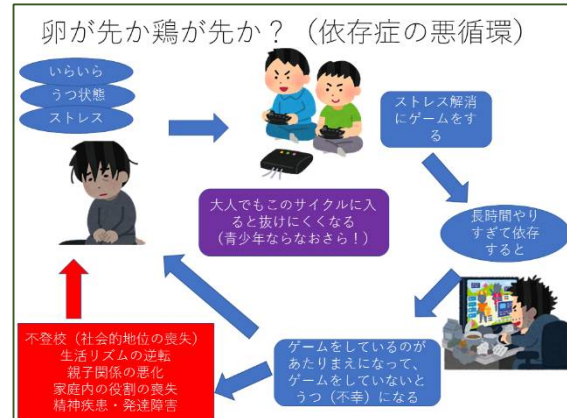 卵が先か鶏が先か？（依存症の悪循環）
いらいら
うつ状態
ストレス
ストレス解消
にゲームをす
る
大人でもこのサイクルに入
ると抜けにくくなる
（青少年ならなおさら！）
長時間やり
すぎて依存
すると
ゲームをしているのが
あたりまえになって、
ゲームをしていないと
うつ（不幸）になる
不登校（社会的地位の喪失）
生活リズムの逆転
親子関係の悪化
家庭内の役割の喪失
精神疾患・発達障害